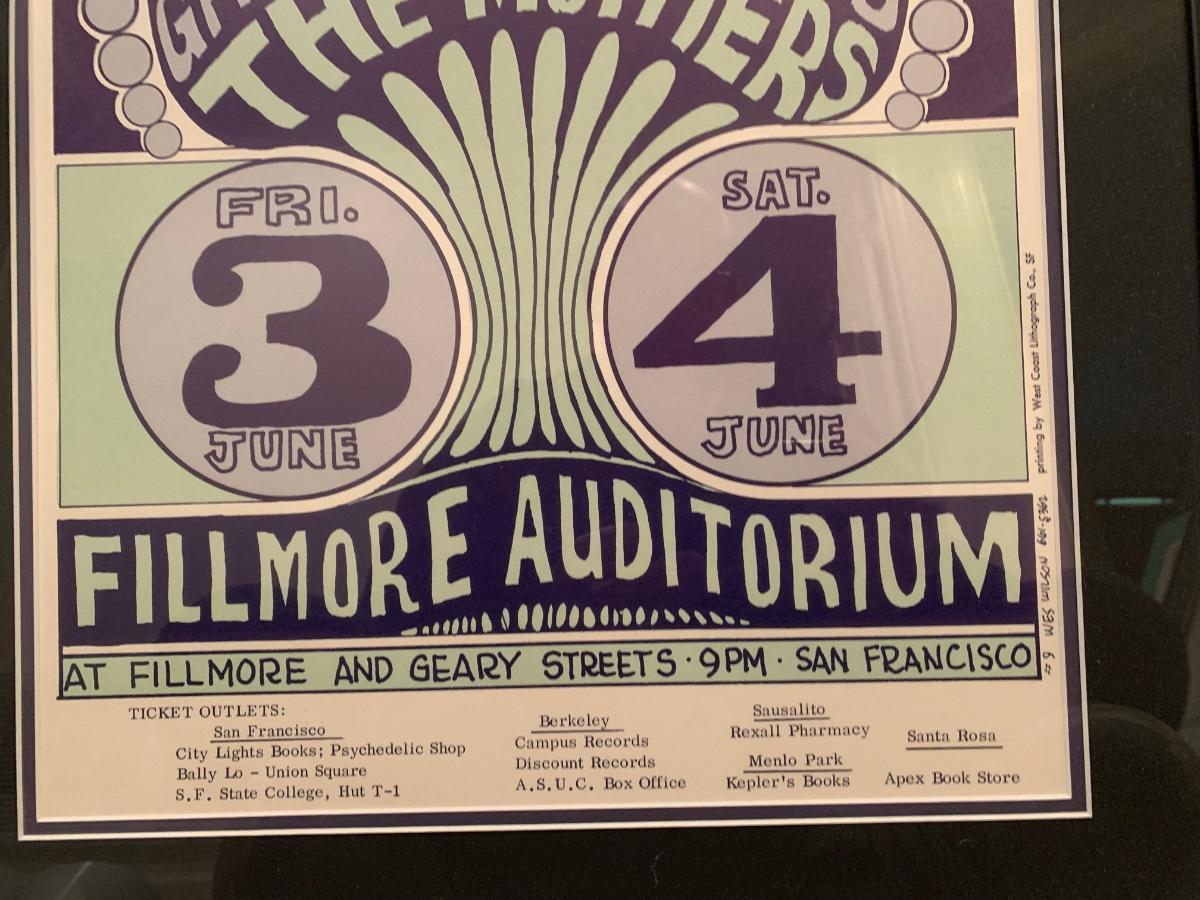 THE MOTHERS
FRI.
3
JUNE
SAT.
4
JUNE
FILLMORE AUDITORIUM
AT FILLMORE AND GEARY STREETS · 9PM · SAN FRANCISCO
TICKET OUTLETS:
San Francisco
City Lights Books; Psychedelic Shop
Bally Lo - Union Square
S.F. State College, Hut T-1
Berkeley
Campus Records
Discount Records
A.S.U.C. Box Office
Sausalito
Rexall Pharmacy
Menlo Park
Kepler's Books
Santa Rosa
Apex Book Store
# 9 WES WILSON 661-5362
printing by West Coast Lithograph Co., SF